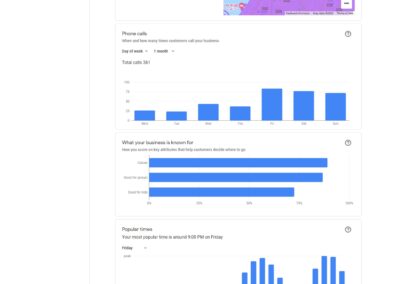 Phone calls
When and how many times customers call your business
Day of week
1 month
Total calls 361
100
75
50
25
0
Mon
Tue
Wed
Thu
Fri
Sat
Sun
What your business is known for
How you score on key attributes that help customers decide where to go
Casual
Good for groups
Good for kids
0%
25%
50%
75%
100%
Popular times
Your most popular time is around 9:00 PM on Friday
Friday
peak